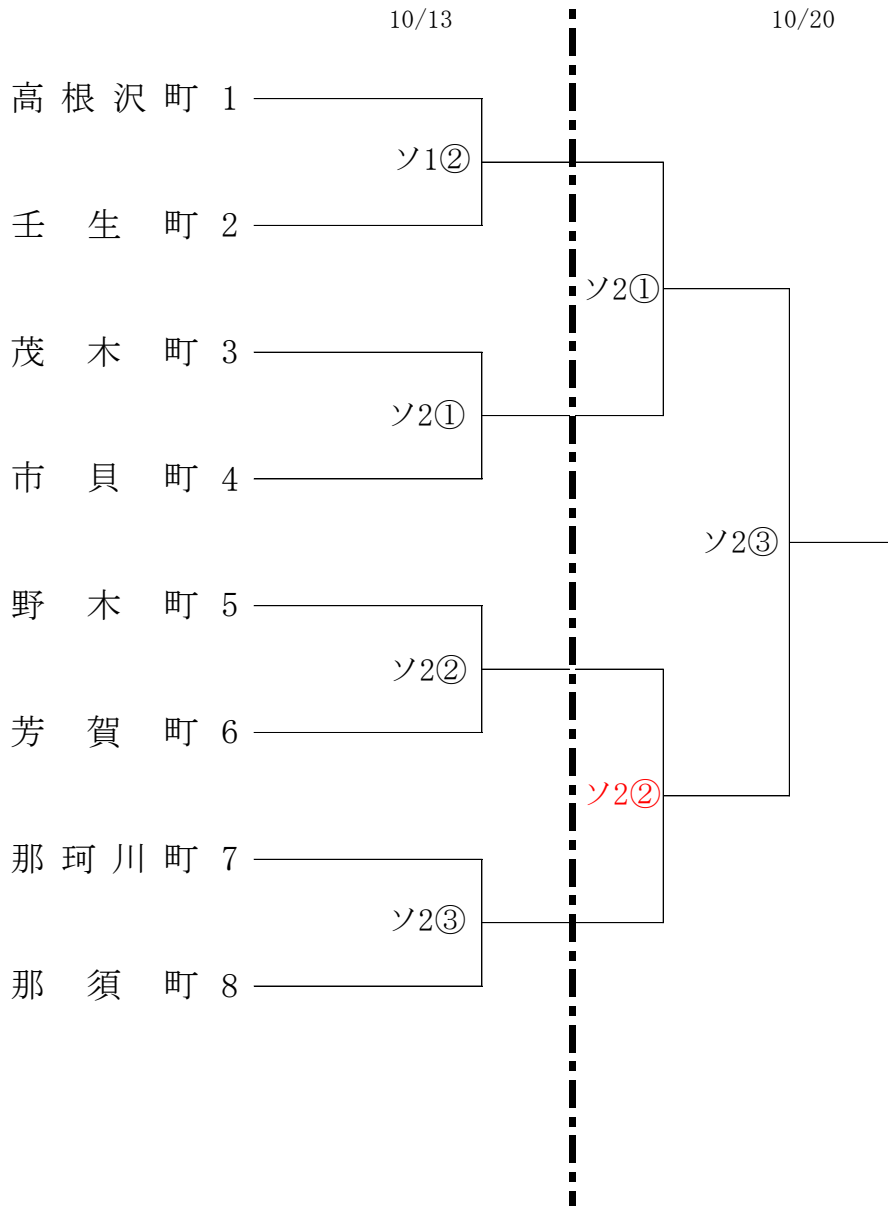 10/13 10/20
高根沢町 1
ソ1②
壬生町 2
ソ2①
茂木町 3
ソ2①
市貝町 4
ソ2③
野木町 5
ソ2②
芳賀町 6
ソ2②
那珂川町 7
ソ2③
那須町 8